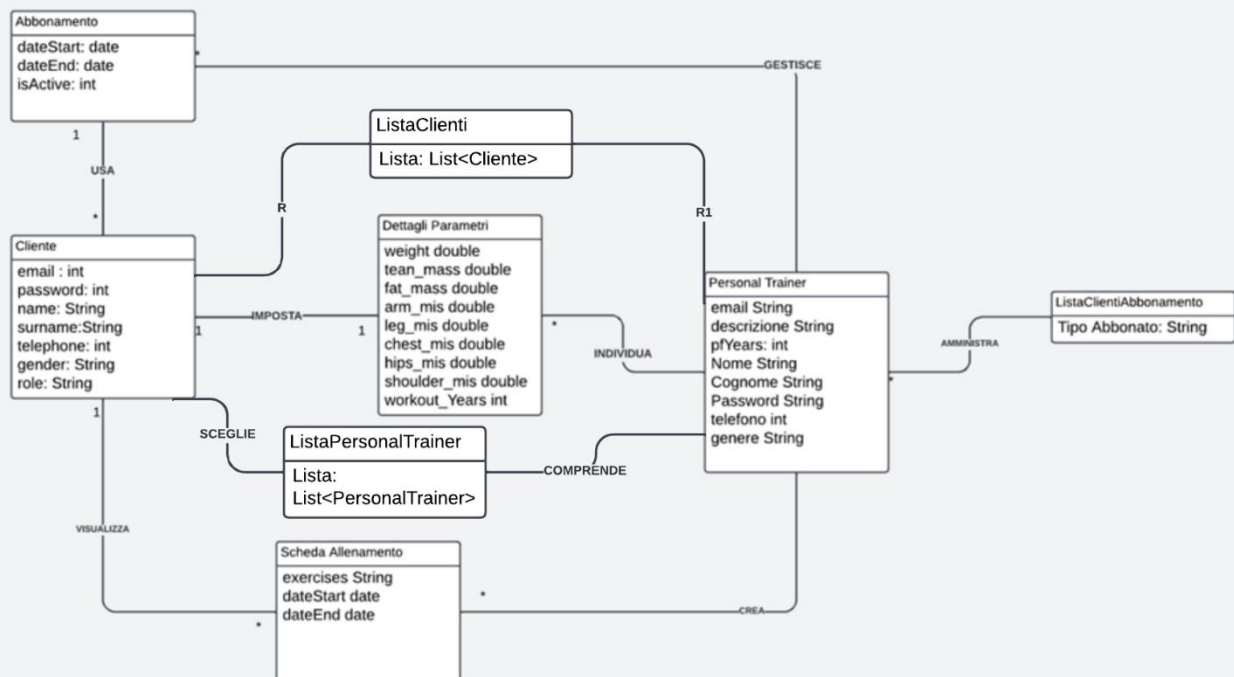 Abbonamento
dateStart: date
dateEnd: date
isActive: int
*
GESTISCE
1
USA
*
ListaClienti
Lista: List<Cliente>
R
R1
Cliente
email : int
password: int
name: String
surname:String
telephone: int
gender: String
role: String
1
IMPOSTA
1
Dettagli Parametri
weight double
tean_mass double
fat_mass double
arm_mis double
leg_mis double
chest_mis double
hips_mis double
shoulder_mis double
workout_Years int
*
INDIVIDUA
Personal Trainer
email String
descrizione String
pfYears: int
Nome String
Cognome String
Password String
telefono int
genere String
*
AMMINISTRA
ListaClientiAbbonamento
Tipo Abbonato: String
1
SCEGLIE
ListaPersonalTrainer
Lista:
List<PersonalTrainer>
COMPRENDE
VISUALIZZA
*
Scheda Allenamento
exercises String
dateStart date
dateEnd date
*
CREA